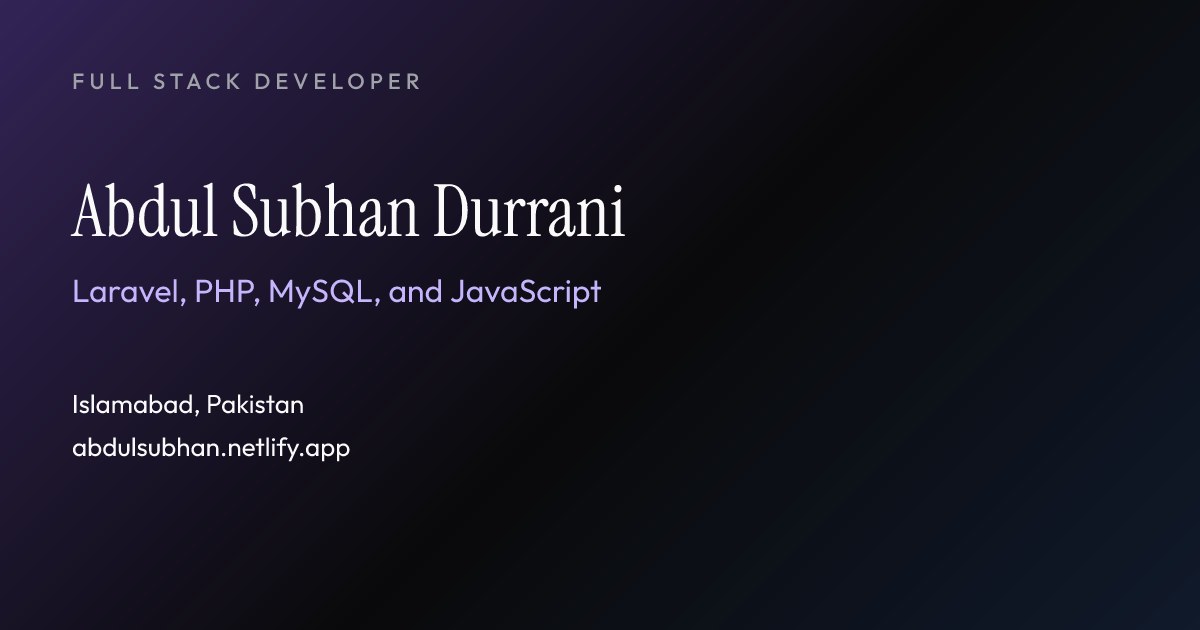 FULL STACK DEVELOPER
Abdul Subhan Durrani
Laravel, PHP, MySQL, and JavaScript
Islamabad, Pakistan
abdulsubhan.netlify.app